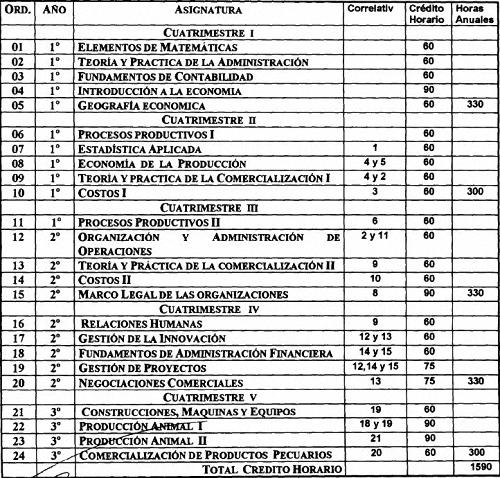 ORD. AÑO ASIGNATURA Correlativ Crédito Horario Horas Anuales
CUATRIMESTRE I
01 1° ELEMENTOS DE MATEMÁTICAS 60
02 1° TEORÍA Y PRACTICA DE LA ADMINISTRACIÓN 60
03 1° FUNDAMENTOS DE CONTABILIDAD 60
04 1° INTRODUCCIÓN A LA ECONOMIA 90
05 1° GEOGRAFÍA ECONOMICA 60 330
CUATRIMESTRE II
06 1° PROCESOS PRODUCTIVOS I 60
07 1° ESTADÍSTICA APLICADA 1 60
08 1° ECONOMÍA DE LA PRODUCCIÓN 4 y 5 60
09 1° TEORÍA Y PRACTICA DE LA COMERCIALIZACIÓN I 4 y 2 60
10 1° COSTOS I 3 60 300
CUATRIMESTRE III
11 1° PROCESOS PRODUCTIVOS II 6 60
12 2° ORGANIZACIÓN Y ADMINISTRACIÓN DE 2 y 11 60
OPERACIONES
13 2° TEORÍA Y PRÁCTICA DE LA COMERCIALIZACIÓN II 9 60
14 2° COSTOS II 10 60
15 2° MARCO LEGAL DE LAS ORGANIZACIONES 8 90 330
CUATRIMESTRE IV
16 2° RELACIONES HUMANAS 9 60
17 2° GESTIÓN DE LA INNOVACIÓN 12 y 13 60
18 2° FUNDAMENTOS DE ADMINISTRACIÓN FINANCIERA 14 y 15 60
19 2° GESTIÓN DE PROYECTOS 12,14 y 15 75
20 2° NEGOCIACIONES COMERCIALES 13 75 330
CUATRIMESTRE V
21 3° CONSTRUCCIONES, MAQUINAS Y EQUIPOS 19 60
22 3° PRODUCCIÓN ANIMAL I 18 y 19 90
23 3° PRODUCCIÓN ANIMAL II 21 90
24 3° COMERCIALIZACIÓN DE PRODUCTOS PECUARIOS 20 60 300
TOTAL CREDITO HORARIO 1590